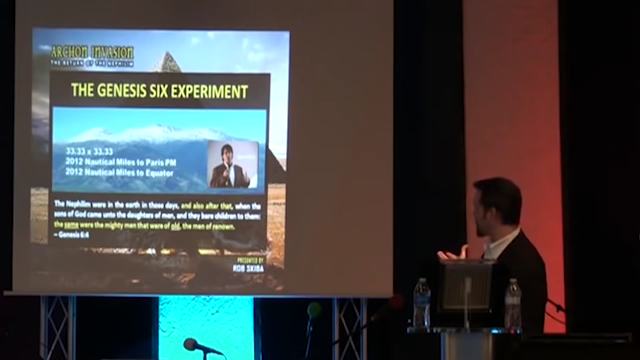 ARCHON INVASION
THE RETURN OF THE NEPHILIM
THE GENESIS SIX EXPERIMENT
33.33 x 33.33
2012 Nautical Miles to Paris PM
2012 Nautical Miles to Equator
The Nephilim were in the earth in those days, and also after that, when the
sons of God came unto the daughters of men, and they bare children to them:
the same were the mighty men that were of old, the men of renown.
– Genesis 6:4
PRESENTED BY
ROB SKIBA